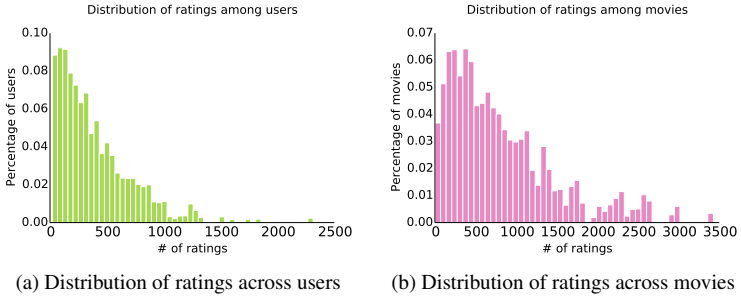 Distribution of ratings among users
0.10
0.08
0.06
0.04
0.02
0.00
Percentage of users
0 500 1000 1500 2000 2500
# of ratings
(a) Distribution of ratings across users
Distribution of ratings among movies
0.07
0.06
0.05
0.04
0.03
0.02
0.01
0.00
Percentage of movies
0 500 1000 1500 2000 2500 3000 3500
# of ratings
(b) Distribution of ratings across movies